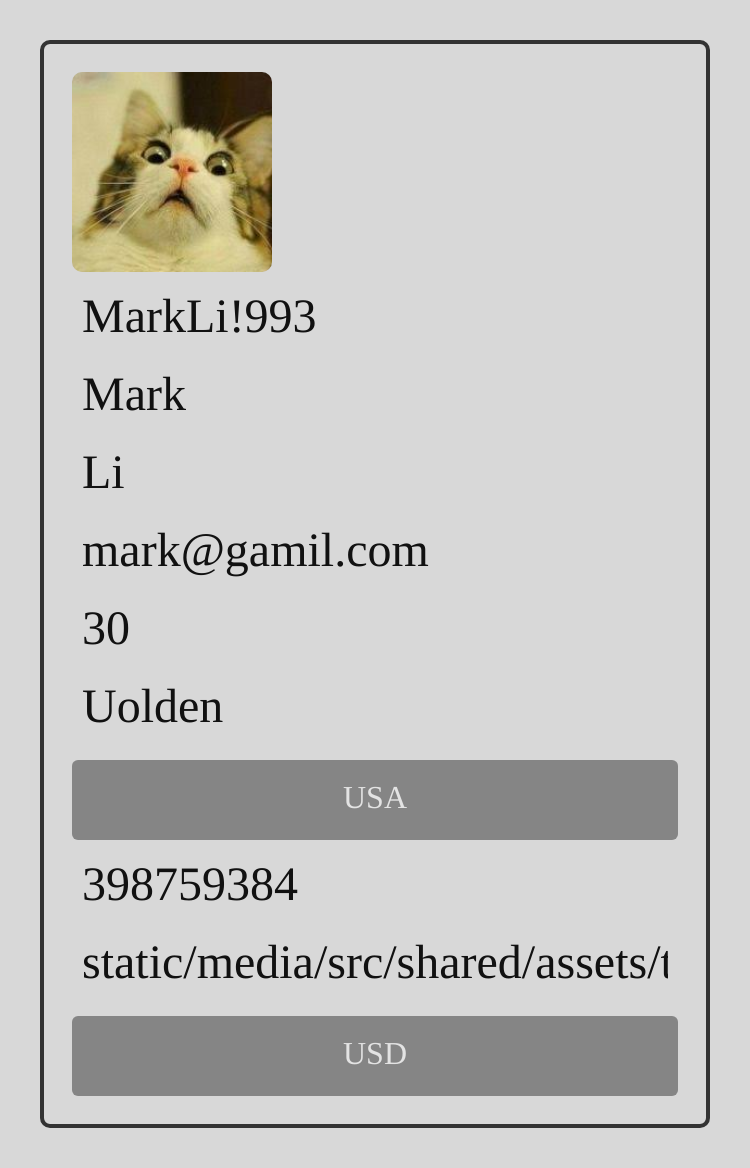 MarkLi!993
Mark
Li
mark@gamil.com
30
Uolden
USA
398759384
static/media/src/shared/assets/t
USD